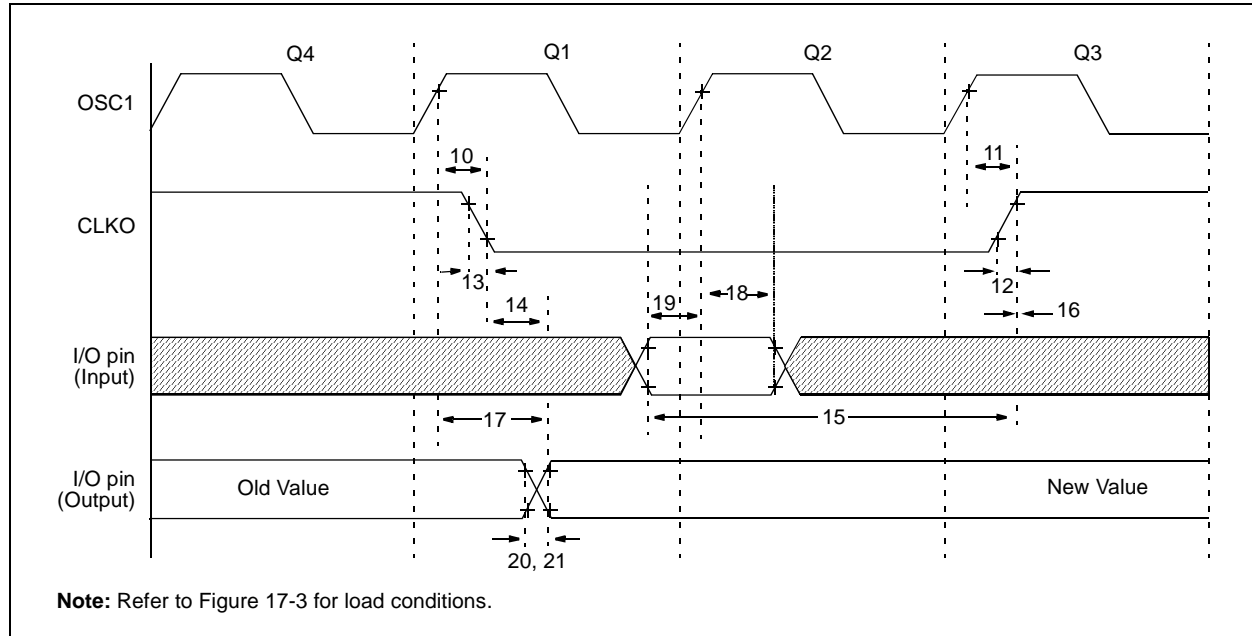 Q4 Q1 Q2 Q3
OSC1
10 11
CLKO
13 12
14 19 18 16
I/O pin
(Input)
17 15
I/O pin
(Output)
Old Value New Value
20, 21
Note: Refer to Figure 17-3 for load conditions.